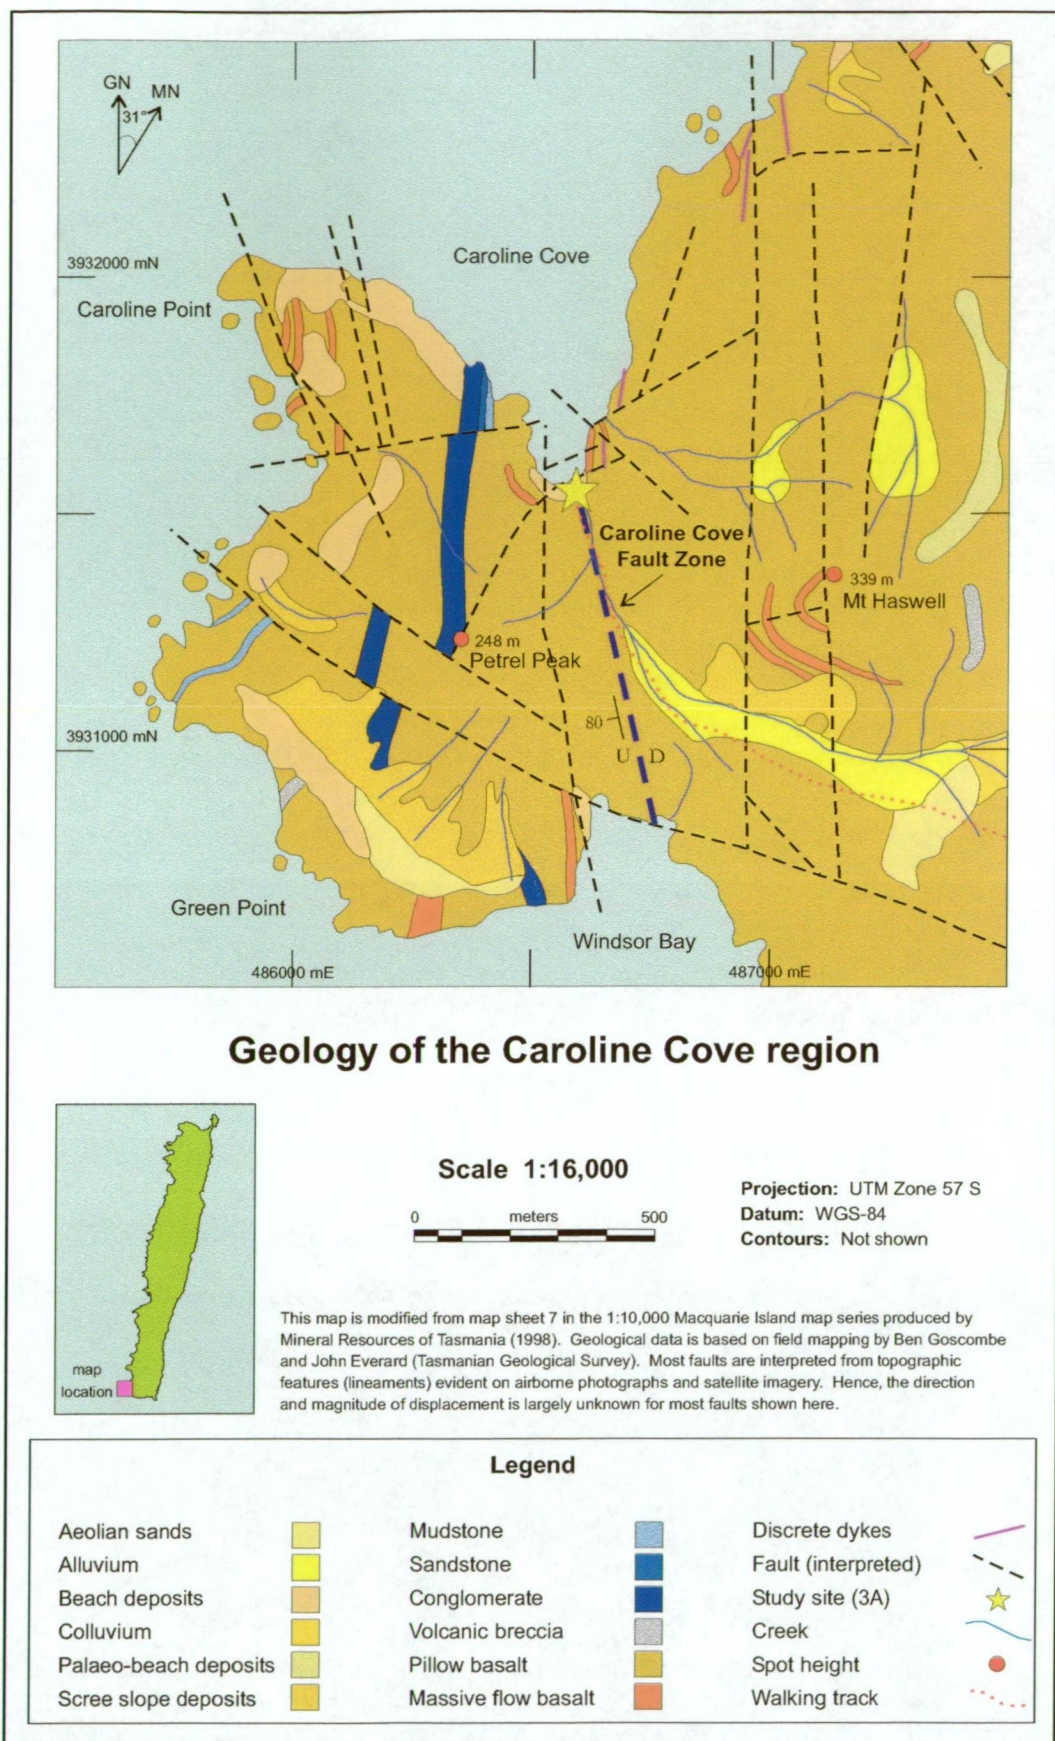 GN
MN
31°
Caroline Cove
3932000 mN
Caroline Point
Caroline Cove
Fault Zone
339 m
Mt Haswell
248 m
Petrel Peak
80
3931000 mN
U D
Green Point
Windsor Bay
486000 mE
487000 mE
Geology of the Caroline Cove region
map
location
Scale 1:16,000
0 meters 500
Projection: UTM Zone 57 S
Datum: WGS-84
Contours: Not shown
This map is modified from map sheet 7 in the 1:10,000 Macquarie Island map series produced by
Mineral Resources of Tasmania (1998). Geological data is based on field mapping by Ben Goscombe
and John Everard (Tasmanian Geological Survey). Most faults are interpreted from topographic
features (lineaments) evident on airborne photographs and satellite imagery. Hence, the direction
and magnitude of displacement is largely unknown for most faults shown here.
Legend
Aeolian sands
Alluvium
Beach deposits
Colluvium
Palaeo-beach deposits
Scree slope deposits
Mudstone
Sandstone
Conglomerate
Volcanic breccia
Pillow basalt
Massive flow basalt
Discrete dykes
Fault (interpreted)
Study site (3A)
Creek
Spot height
Walking track